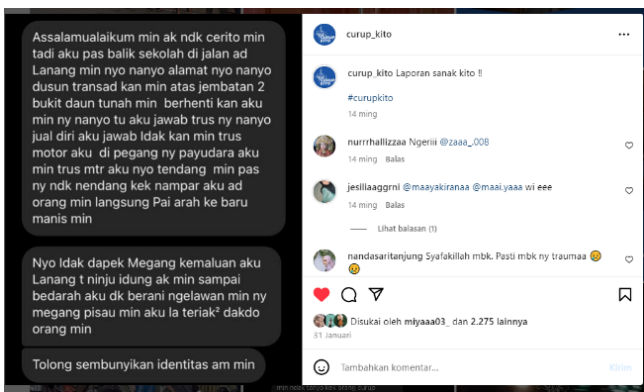 Assalamualaikum min ak ndk cerito min
tadi aku pas balik sekolah di jalan ad
Lanang min nyo nanyo alamat nyo nanyo
dusun transad kan min atas jembatan 2
bukit daun tunah min berhenti kan aku
min ny nanyo tu aku jawab trus ny nanyo
jual diri aku jawab Idak kan min trus
motor aku di pegang ny payudara aku
min trus mtr aku nyo tendang min pas
ny ndk nendang kek nampar aku ad
orang min langsung Pai arah ke baru
manis min
Nyo Idak dapek Megang kemaluan aku
Lanang t ninju idung ak min sampai
bedarah aku dk berani ngelawan min ny
megang pisau min aku la teriak² dakdo
orang min
Tolong sembunyikan identitas am min
curup_kito
curup_kito Laporan sanak kito !!
#curupkito
14 ming
nurrrhallizzaa Ngeriii @zaaa_.008
14 ming Balas
jesillaaggrni @maayakiranaa @maai.yaaa wi eee
14 ming Balas
Lihat balasan (1)
nandasaritanjung Syafakillah mbk. Pasti mbk ny traumaa 😥
😥
Disukai oleh miyaaa03_ dan 2.275 lainnya
31 Januari
Tambahkan komentar...
Kirim
min ndak tanyo kek orang curup